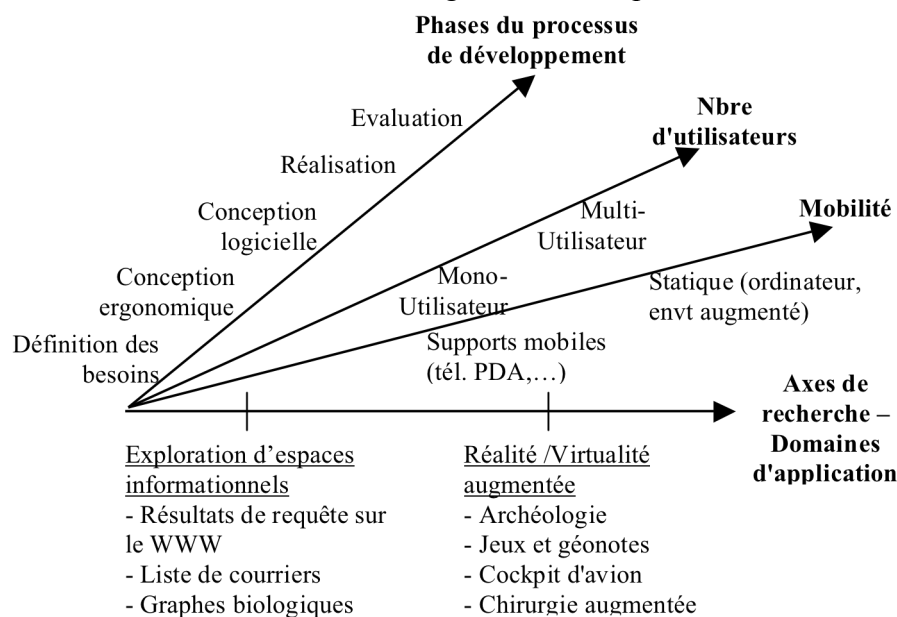 Phases du processus
de développement
Evaluation
Réalisation
Conception
logicielle
Conception
ergonomique
Définition des
besoins
Nbre
d'utilisateurs
Multi-
Utilisateur
Mono-
Utilisateur
Mobilité
Statique (ordinateur,
envt augmenté)
Supports mobiles
(tél. PDA,…)
Axes de
recherche –
Domaines
d'application
Exploration d’espaces
informationnels
- Résultats de requête sur
le WWW
- Liste de courriers
- Graphes biologiques
Réalité /Virtualité
augmentée
- Archéologie
- Jeux et géonotes
- Cockpit d'avion
- Chirurgie augmentée